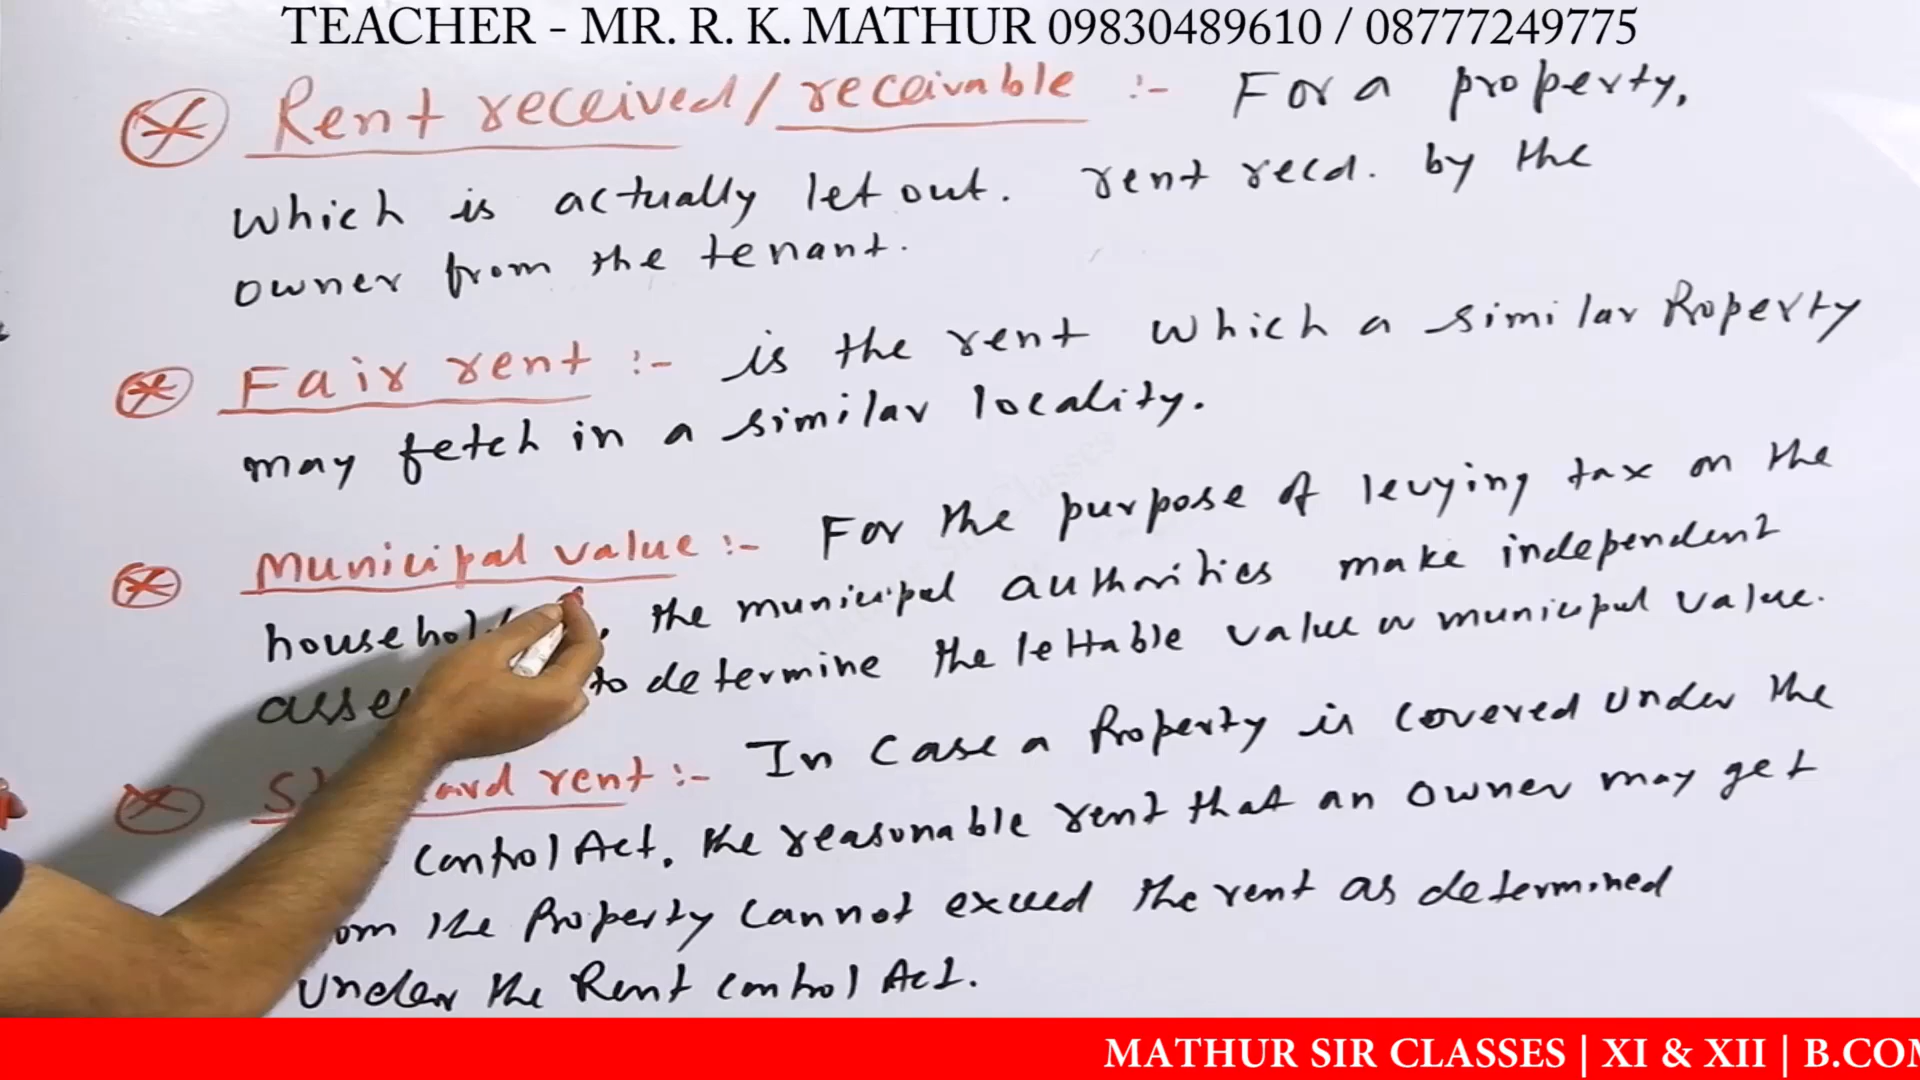 TEACHER - MR. R. K. MATHUR 09830489610 / 08777249775
Rent received/receivable :- For a property,
which is actually let out. rent recd. by the
owner from the tenant.
Fair rent :- is the rent which a similar Property
may fetch in a similar locality.
Municipal value :- For the purpose of levying tax on the
household, the municipal authorities make independent
asse to determine the lettable value or municipal value.
rent :- In Case a Property is covered under the
Control Act, the reasonable rent that an owner may get
om the Property cannot exceed the rent as determined
under the Rent control Act.
MATHUR SIR CLASSES | XI & XII | B.COM